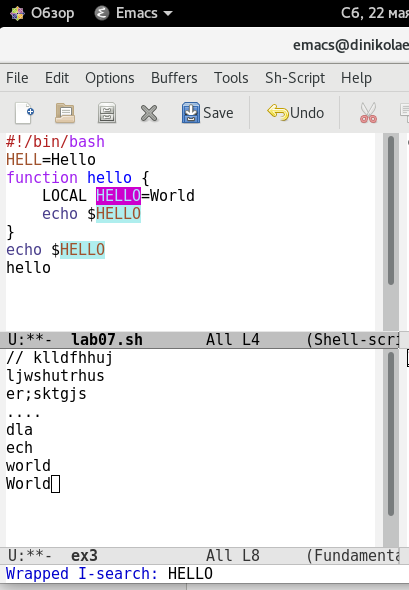 Обзор Emacs Сб, 22 мая
emacs@dinikolae
File Edit Options Buffers Tools Sh-Script Help
Save Undo
#!/bin/bash
HELL=Hello
function hello {
    LOCAL HELLO=World
    echo $HELLO
}
echo $HELLO
hello
U:**- lab07.sh All L4 (Shell-scri
// klldfhhuj
ljwshutrhus
er;sktgjs
....
dla
ech
world
World
U:**- ex3 All L8 (Fundamenta
Wrapped I-search: HELLO